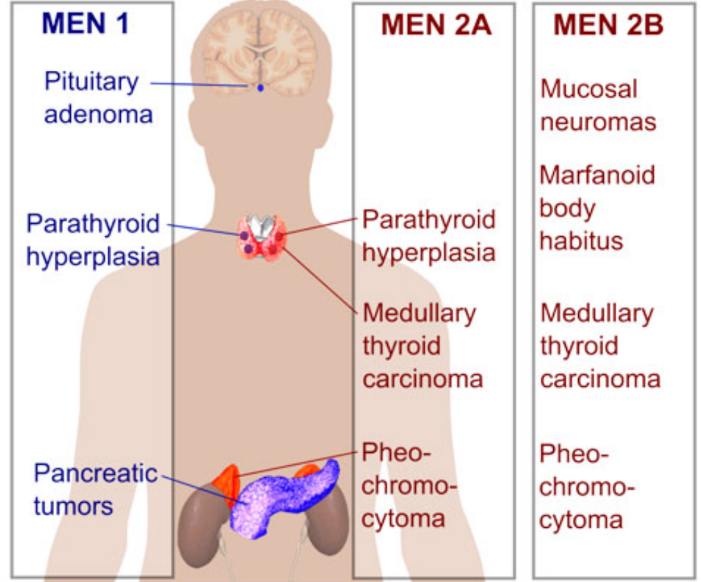 MEN 1
Pituitary
adenoma
Parathyroid
hyperplasia
Pancreatic
tumors
MEN 2A
Parathyroid
hyperplasia
Medullary
thyroid
carcinoma
Pheo-
chromo-
cytoma
MEN 2B
Mucosal
neuromas
Marfanoid
body
habitus
Medullary
thyroid
carcinoma
Pheo-
chromo-
cytoma